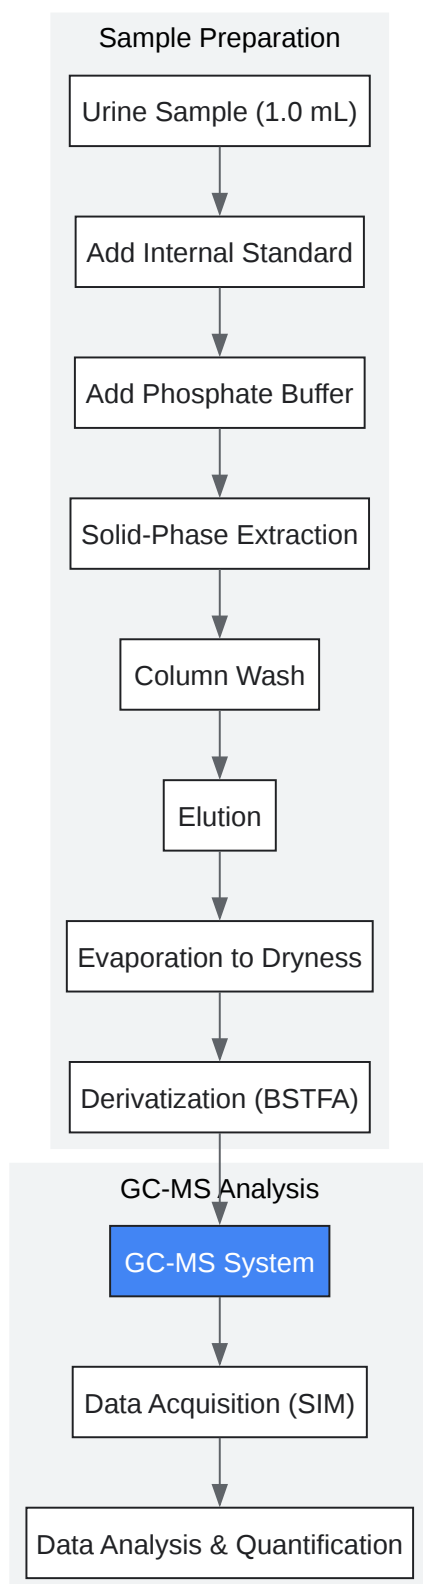 Sample Preparation
Urine Sample (1.0 mL)
Add Internal Standard
Add Phosphate Buffer
Solid-Phase Extraction
Column Wash
Elution
Evaporation to Dryness
Derivatization (BSTFA)
GC-MS Analysis
GC-MS System
Data Acquisition (SIM)
Data Analysis & Quantification